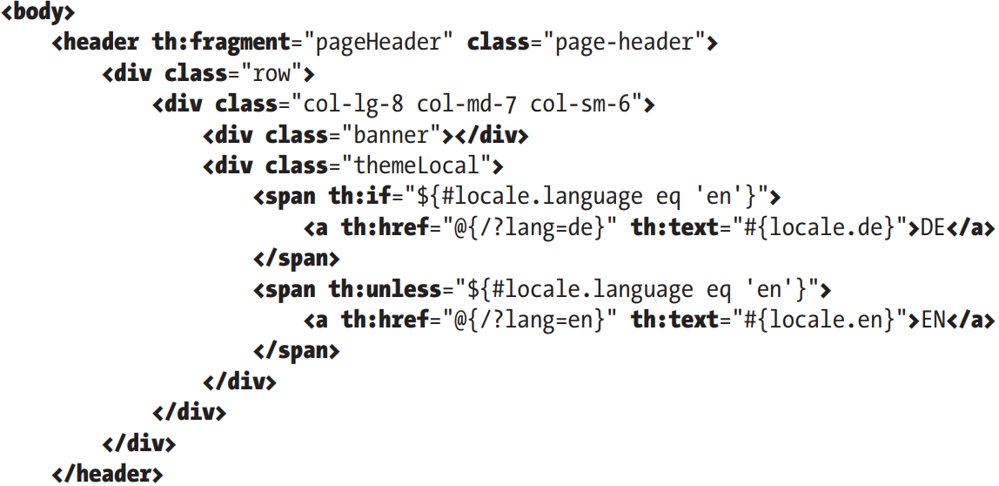 <body>
    <header th:fragment="pageHeader" class="page-header">
        <div class="row">
            <div class="col-lg-8 col-md-7 col-sm-6">
                <div class="banner"></div>
                <div class="themeLocal">
                    <span th:if="${#locale.language eq 'en'}">
                        <a th:href="@{/?lang=de}" th:text="#{locale.de}">DE</a>
                    </span>
                    <span th:unless="${#locale.language eq 'en'}">
                        <a th:href="@{/?lang=en}" th:text="#{locale.en}">EN</a>
                    </span>
                </div>
            </div>
        </div>
    </header>